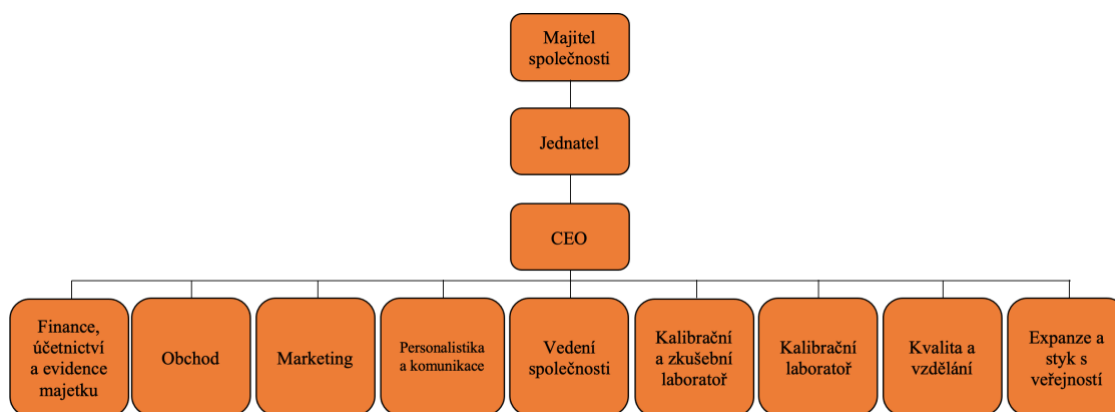 Majitel
společnosti
Jednatel
CEO
Finance,
účetnictví
a evidence
majetku
Obchod
Marketing
Personalistika
a komunikace
Vedení
společnosti
Kalibrační
a zkušební
laboratoř
Kalibrační
laboratoř
Kvalita a
vzdělání
Expanze a
styk s
veřejností